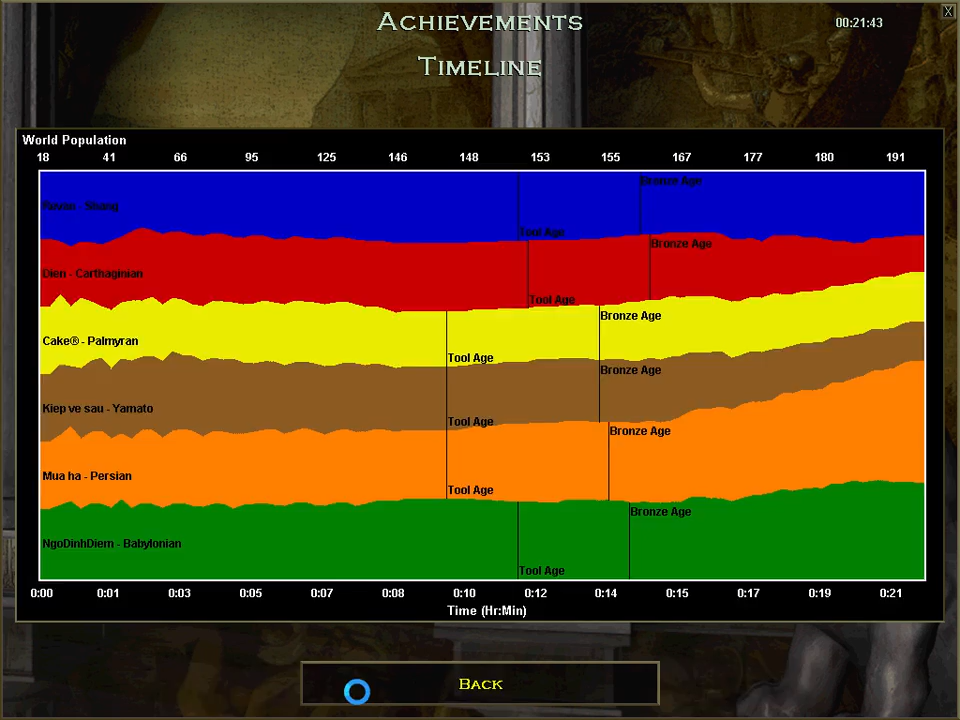 ACHIEVEMENTS
00:21:43
X
TIMELINE
World Population
18 41 66 95 125 146 148 153 155 167 177 180 191
Bronze Age
Shang
Tool Age
Bronze Age
Dien - Carthaginian
Tool Age
Bronze Age
Cake® - Palmyran
Tool Age
Bronze Age
Kiep ve sau - Yamato
Tool Age
Bronze Age
Mua ha - Persian
Tool Age
Bronze Age
NgoDinhDiem - Babylonian
Tool Age
0:00 0:01 0:03 0:05 0:07 0:08 0:10 0:12 0:14 0:15 0:17 0:19 0:21
Time (Hr:Min)
BACK